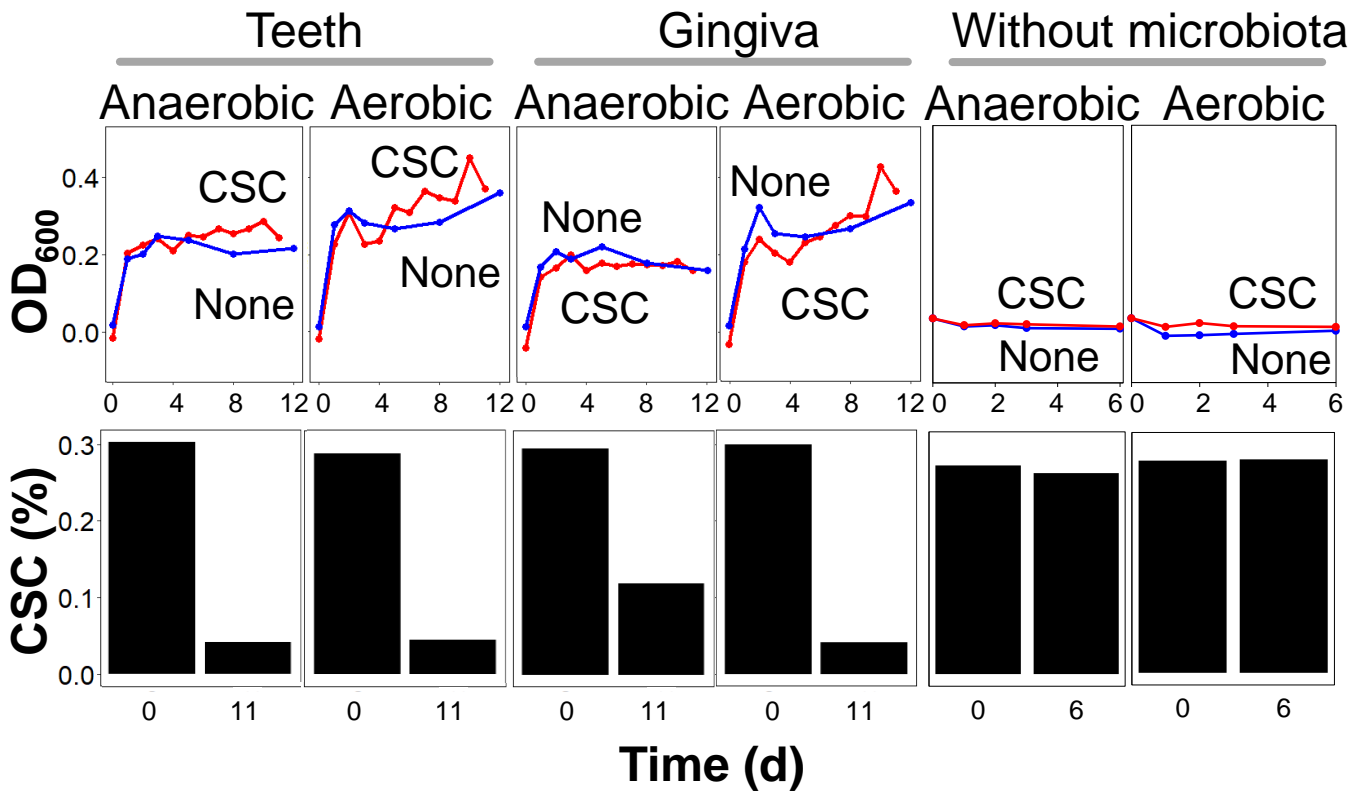 Teeth Gingiva Without microbiota
Anaerobic Aerobic Anaerobic Aerobic Anaerobic Aerobic
OD600
0.4
0.2
0.0
CSC
None
CSC
None
None
CSC
None
CSC
CSC
None
CSC
None
0 4 8 12 0 4 8 12 0 4 8 12 0 4 8 12 0 2 4 6 0 2 4 6
CSC (%)
0.3
0.2
0.1
0.0
0 11 0 11 0 11 0 11 0 6 0 6
Time (d)